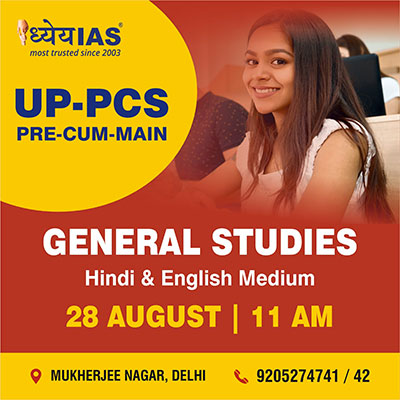 ध्येयIAS®
most trusted since 2003
UP-PCS
PRE-CUM-MAIN
GENERAL STUDIES
Hindi & English Medium
28 AUGUST | 11 AM
MUKHERJEE NAGAR, DELHI
9205274741 / 42